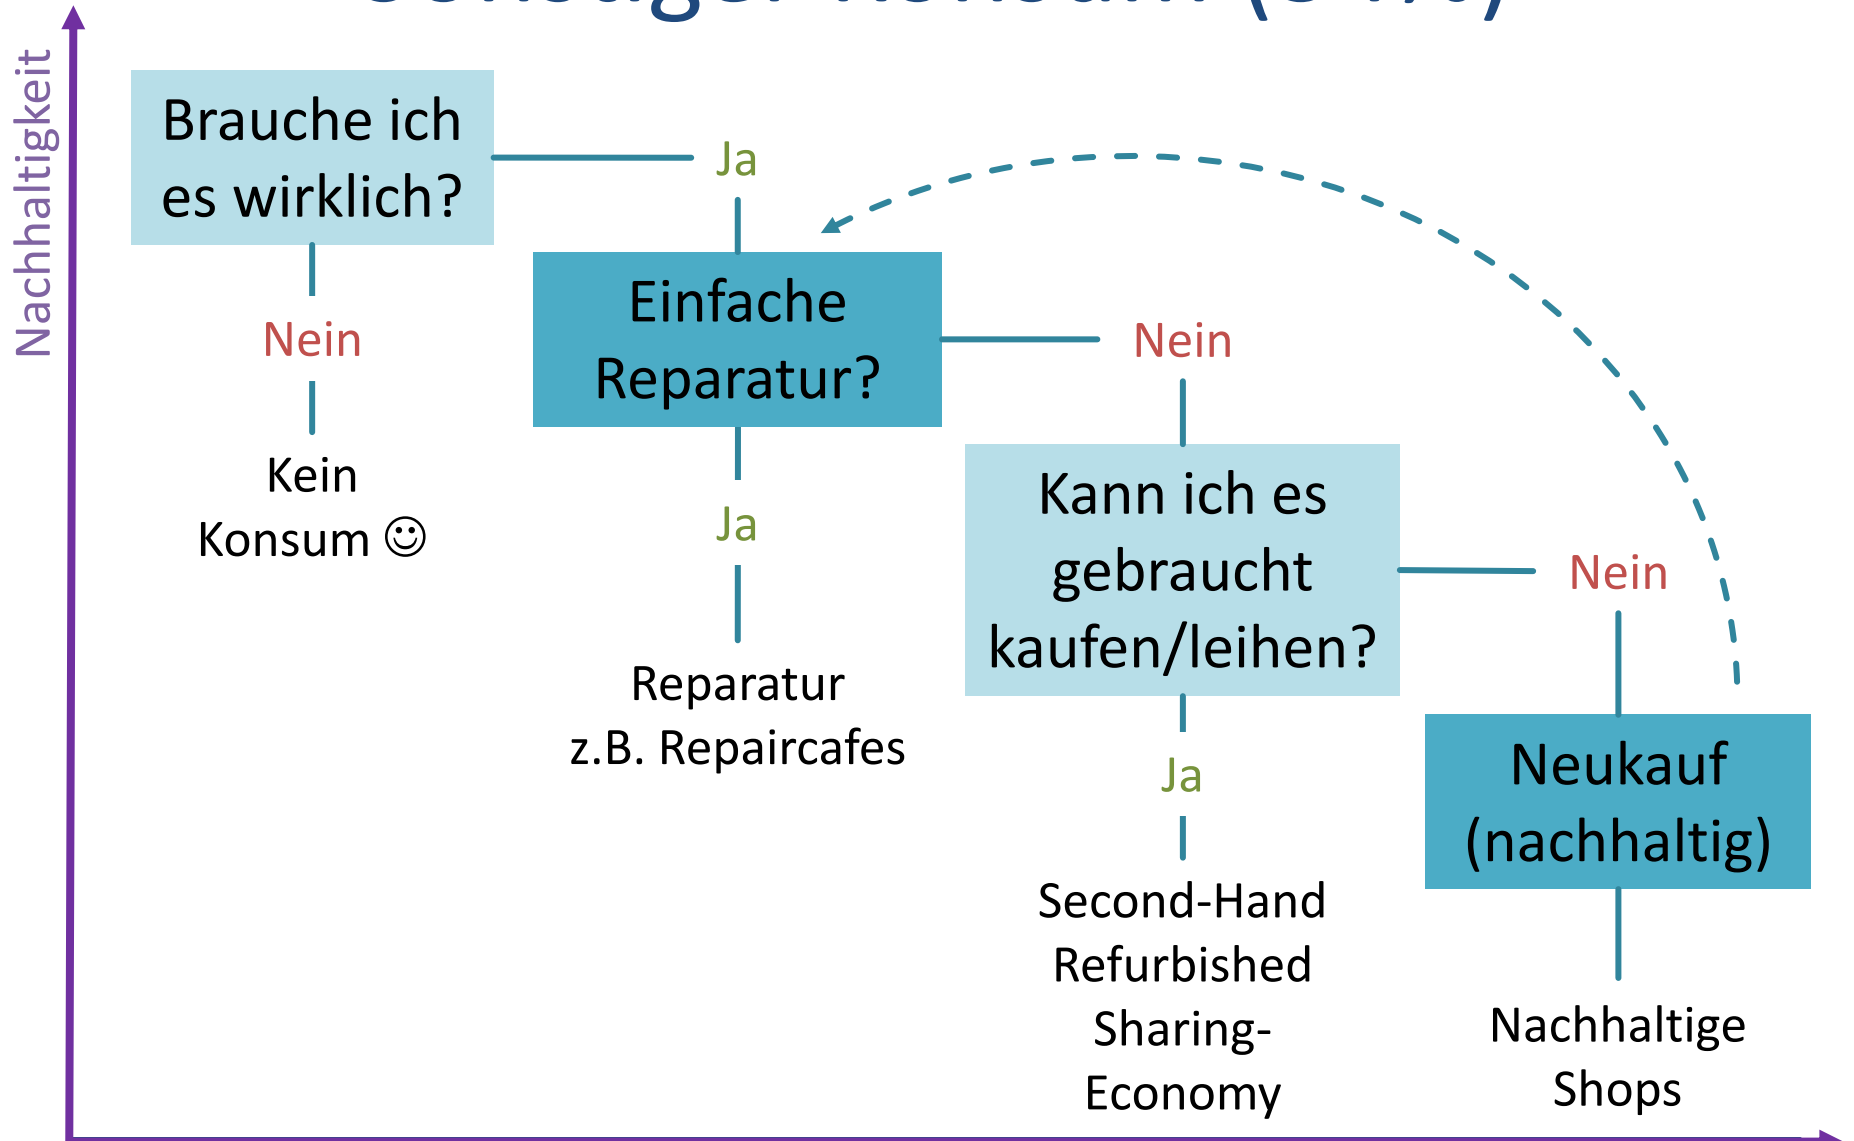 Nachhaltigkeit
Brauche ich
es wirklich?
Ja
Nein
Kein
Konsum ☺
Einfache
Reparatur?
Nein
Ja
Reparatur
z.B. Repaircafes
Kann ich es
gebraucht
kaufen/leihen?
Nein
Ja
Second-Hand
Refurbished
Sharing-
Economy
Neukauf
(nachhaltig)
Nachhaltige
Shops